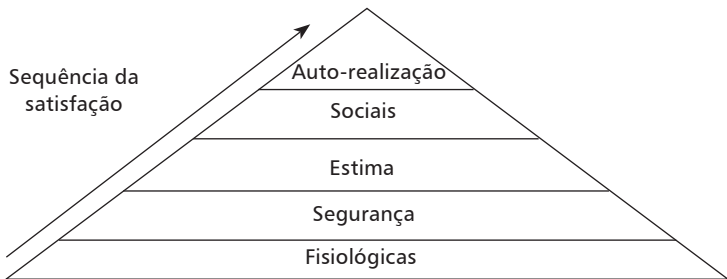 Sequência da
satisfação
Auto-realização
Sociais
Estima
Segurança
Fisiológicas